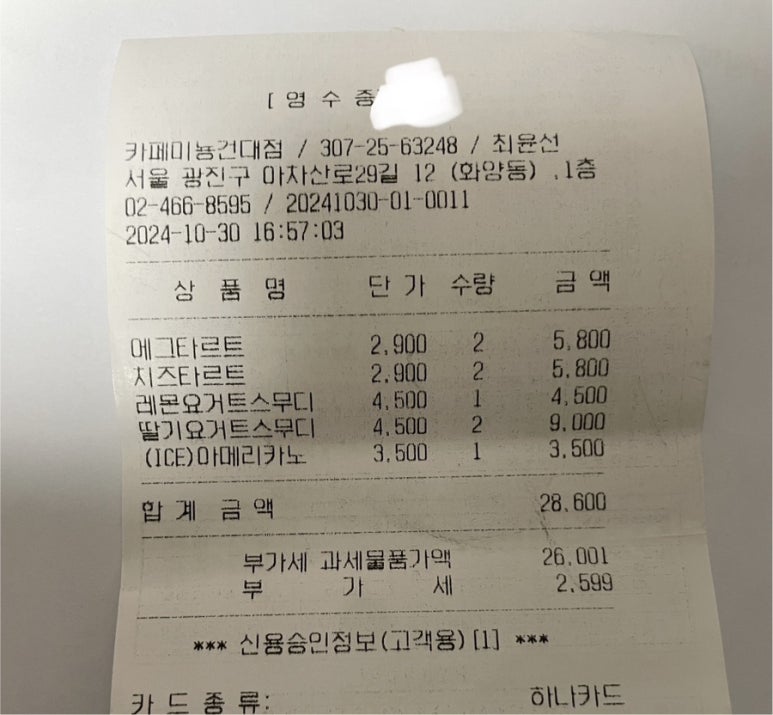 [ 영 수 증
카페미뇽건대점 / 307-25-63248 / 최윤선
서울 광진구 아차산로29길 12 (화양동) ,1층
02-466-8595 / 20241030-01-0011
2024-10-30 16:57:03
상 품 명 단 가 수량 금 액
에그타르트 2,900 2 5,800
치즈타르트 2,900 2 5,800
레몬요거트스무디 4,500 1 4,500
딸기요거트스무디 4,500 2 9,000
(ICE)아메리카노 3,500 1 3,500
합 계 금 액 28,600
부가세 과세물품가액 26,001
부 가 세 2,599
*** 신용승인정보(고객용)[1] ***
카 드 종 류: 하나카드